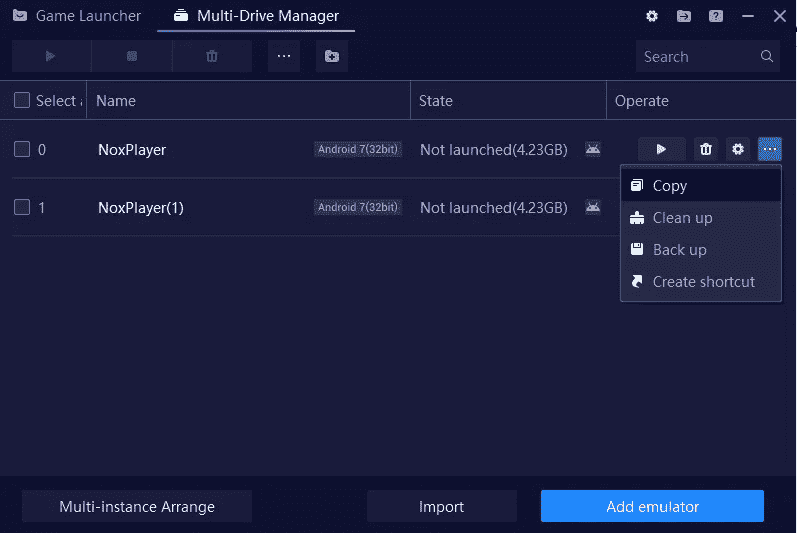 Game Launcher
Multi-Drive Manager
Search
Select
Name
State
Operate
0 NoxPlayer Android 7(32bit) Not launched(4.23GB)
Copy
1 NoxPlayer(1) Android 7(32bit) Not launched(4.23GB)
Clean up
Back up
Create shortcut
Multi-instance Arrange
Import
Add emulator